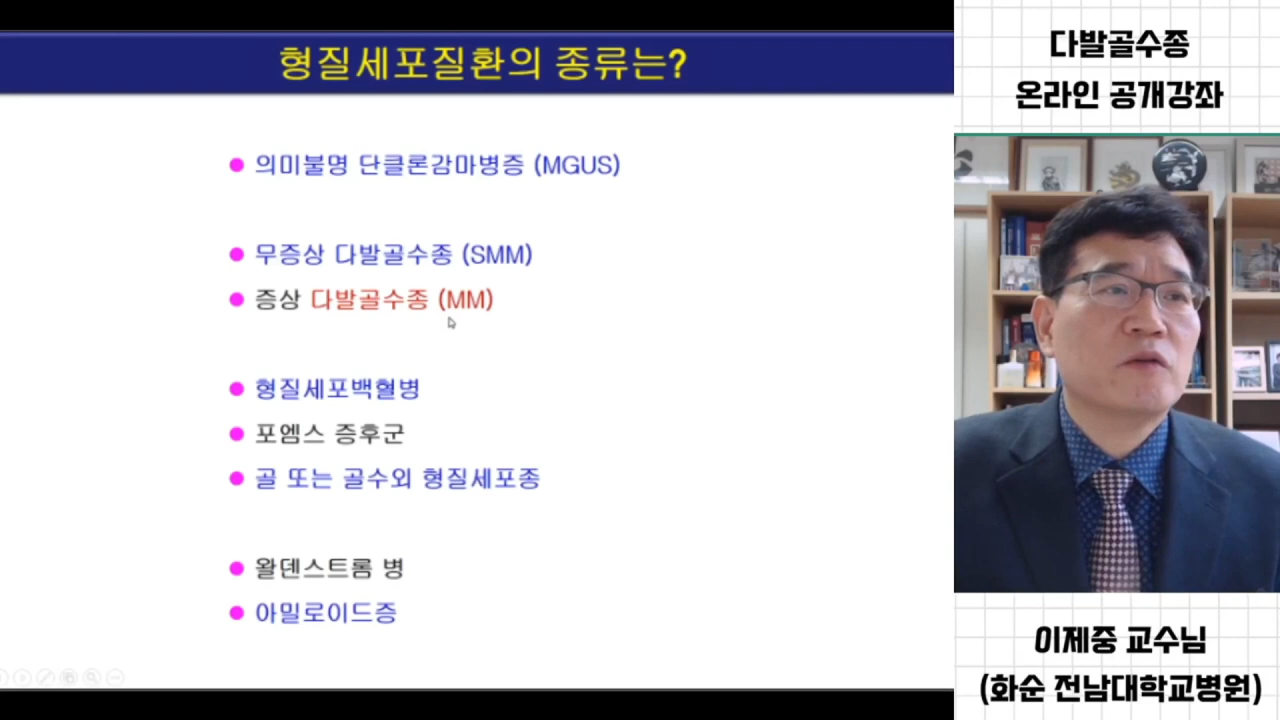 형질세포질환의 종류는?
의미불명 단클론감마병증 (MGUS)
무증상 다발골수종 (SMM)
증상 다발골수종 (MM)
형질세포백혈병
포엠스 증후군
골 또는 골수외 형질세포종
왈덴스트롬 병
아밀로이드증
다발골수종
온라인 공개강좌
이제중 교수님
(화순 전남대학교병원)